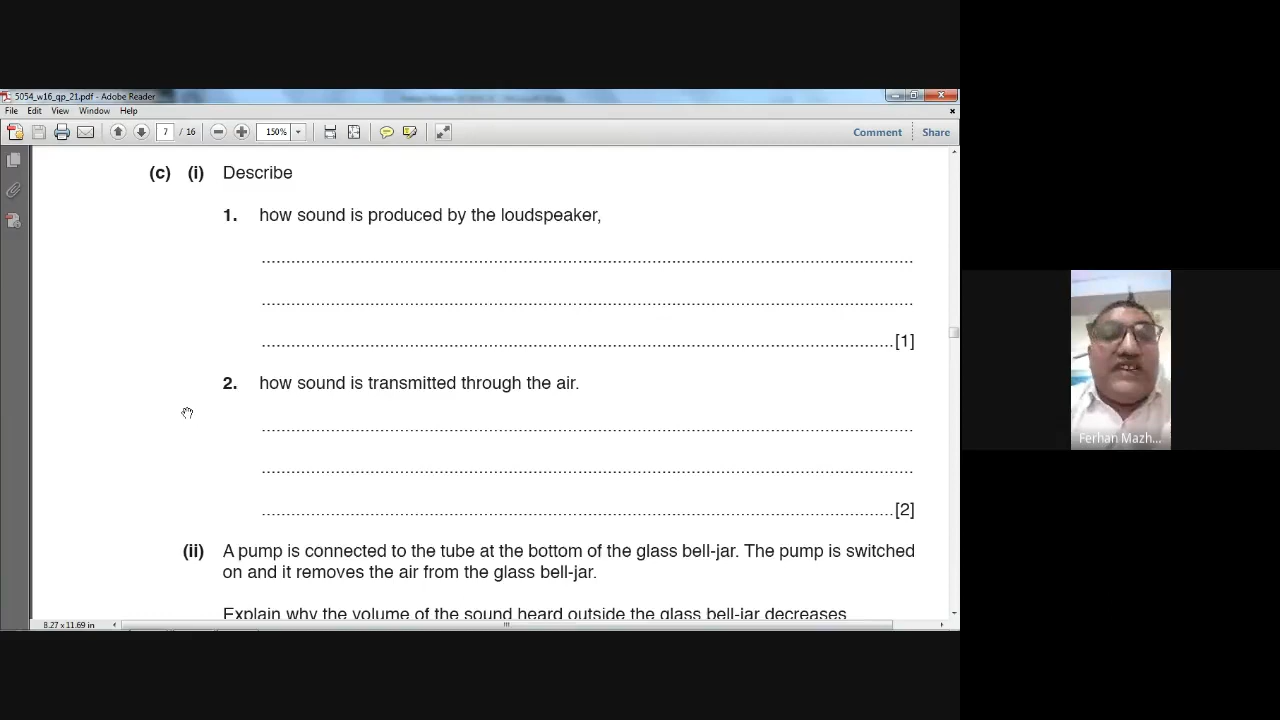 5054_w16_qp_21.pdf - Adobe Reader
File Edit View Window Help
7 / 16 150% Comment Share
(c) (i) Describe
1. how sound is produced by the loudspeaker,
................................................................................................................................
................................................................................................................................
............................................................................................................................[1]
2. how sound is transmitted through the air.
................................................................................................................................
................................................................................................................................
............................................................................................................................[2]
(ii) A pump is connected to the tube at the bottom of the glass bell-jar. The pump is switched
on and it removes the air from the glass bell-jar.
Explain why the volume of the sound heard outside the glass bell-jar decreases
8.27 x 11.69 in
Ferhan Mazh...